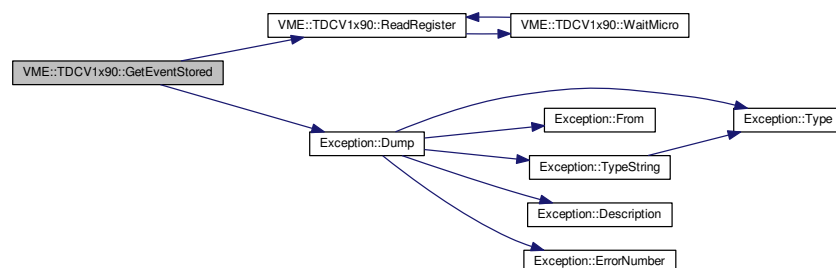 VME::TDCV1x90::ReadRegister
VME::TDCV1x90::WaitMicro
VME::TDCV1x90::GetEventStored
Exception::From
Exception::Type
Exception::Dump
Exception::TypeString
Exception::Description
Exception::ErrorNumber